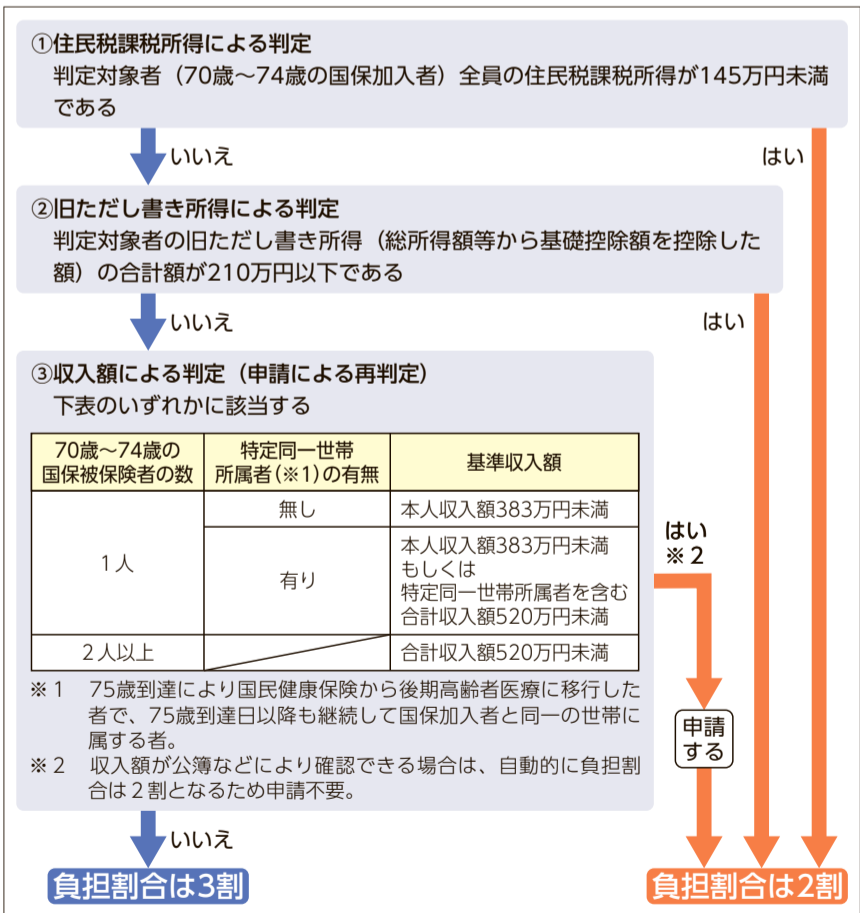 ①住民税課税所得による判定
判定対象者（70歳～74歳の国保加入者）全員の住民税課税所得が145万円未満
である
いいえ
はい
②旧ただし書き所得による判定
判定対象者の旧ただし書き所得（総所得額等から基礎控除額を控除した
額）の合計額が210万円以下である
いいえ
はい
③収入額による判定（申請による再判定）
下表のいずれかに該当する
70歳～74歳の
国保被保険者の数
特定同一世帯
所属者(※1)の有無
基準収入額
1人
無し
本人収入額383万円未満
有り
本人収入額383万円未満
もしくは
特定同一世帯所属者を含む
合計収入額520万円未満
2人以上
合計収入額520万円未満
はい
※2
※1 75歳到達により国民健康保険から後期高齢者医療に移行した
者で、75歳到達日以降も継続して国保加入者と同一の世帯に
属する者。
※2 収入額が公簿などにより確認できる場合は、自動的に負担割
合は2割となるため申請不要。
申請
する
いいえ
負担割合は3割
負担割合は2割